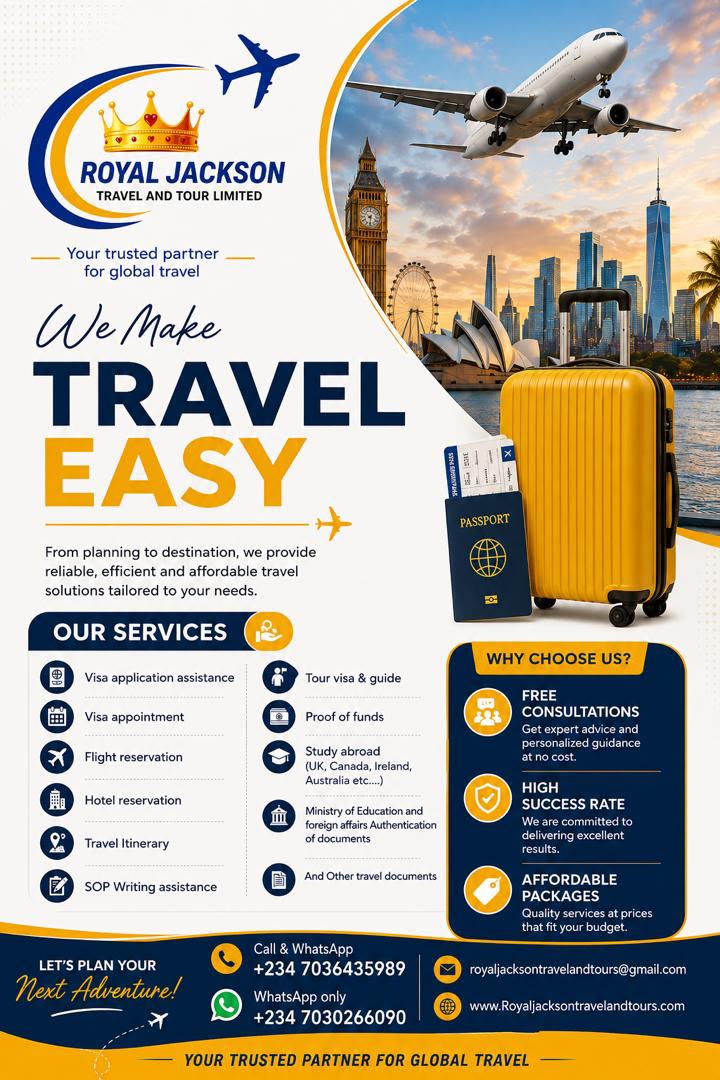 ROYAL JACKSON
TRAVEL AND TOUR LIMITED
Your trusted partner
for global travel
We Make
TRAVEL
EASY
From planning to destination, we provide
reliable, efficient and affordable travel
solutions tailored to your needs.
PASSPORT
OUR SERVICES
Visa application assistance
Visa appointment
Flight reservation
Hotel reservation
Travel Itinerary
SOP Writing assistance
Tour visa & guide
Proof of funds
Study abroad
(UK, Canada, Ireland,
Australia etc....)
Ministry of Education and
foreign affairs Authentication
of documents
And Other travel documents
WHY CHOOSE US?
FREE
CONSULTATIONS
Get expert advice and
personalized guidance
at no cost.
HIGH
SUCCESS RATE
We are committed to
delivering excellent
results.
AFFORDABLE
PACKAGES
Quality services at prices
that fit your budget.
LET'S PLAN YOUR
Next Adventure!
Call & WhatsApp
+234 7036435989
WhatsApp only
+234 7030266090
royaljacksontravelandtours@gmail.com
www.Royaljacksontravelandtours.com
YOUR TRUSTED PARTNER FOR GLOBAL TRAVEL